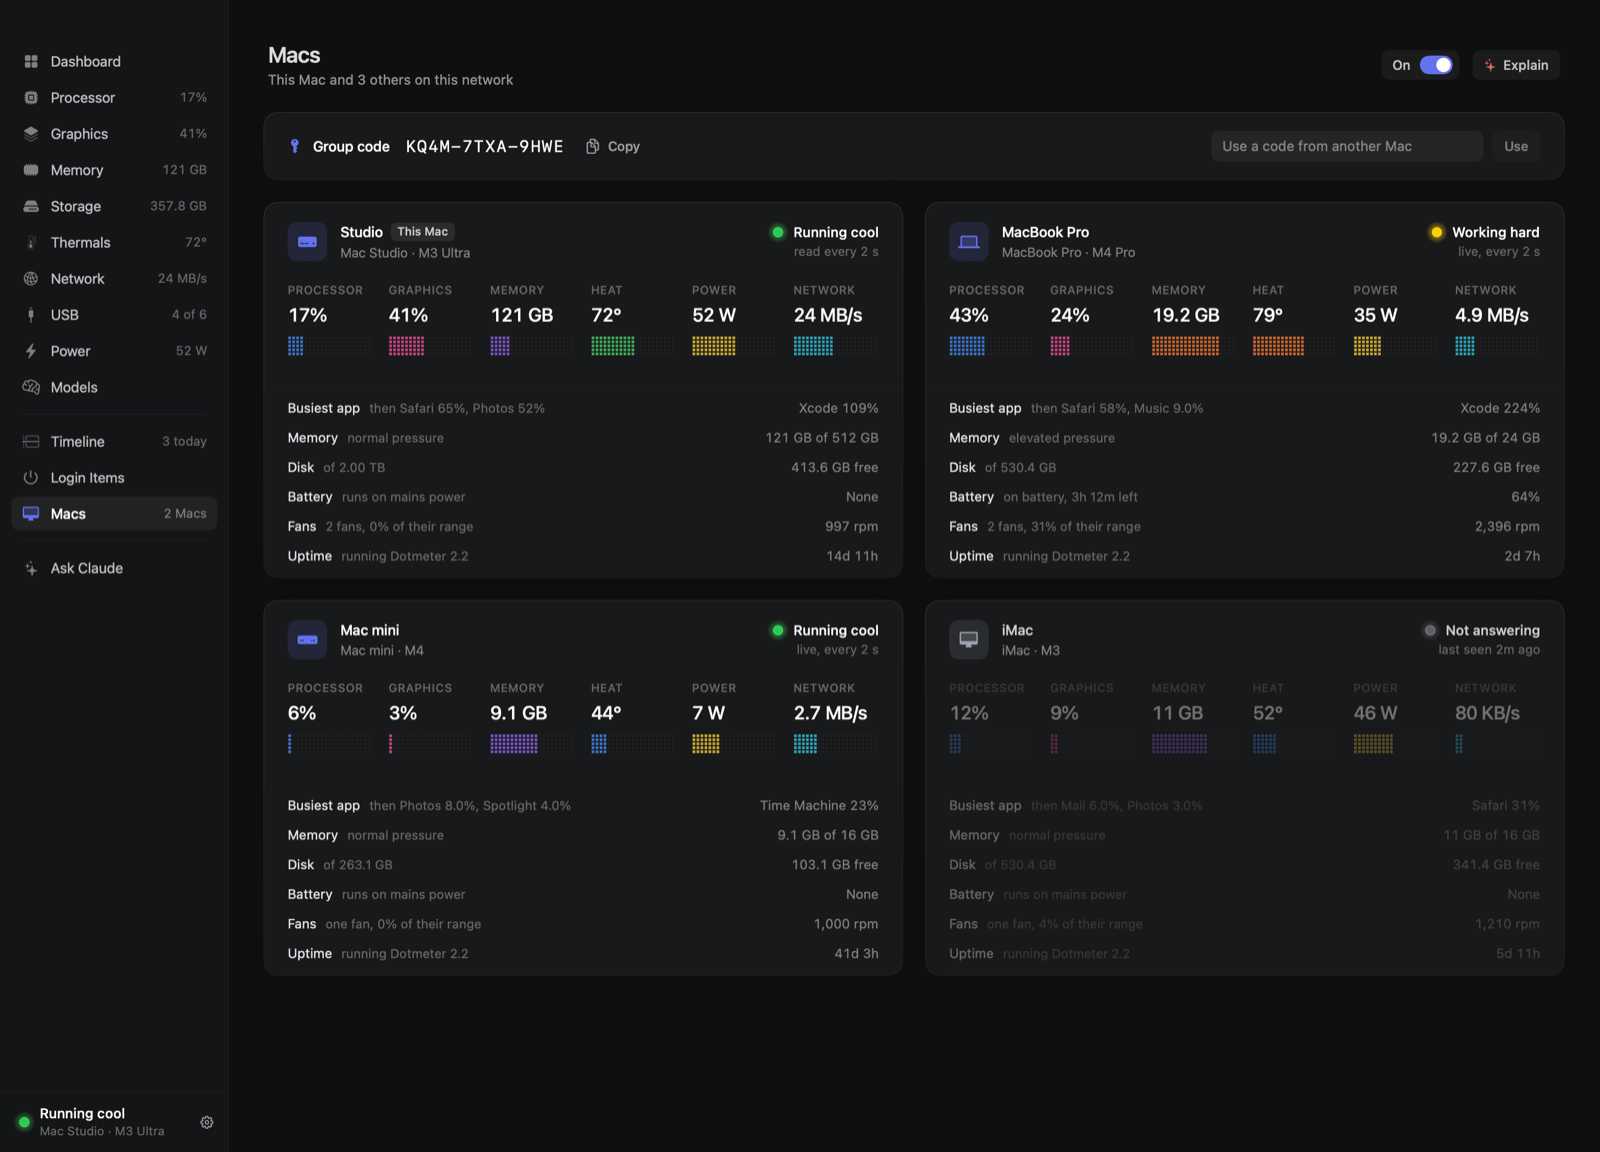 Dashboard
Processor 17%
Graphics 41%
Memory 121 GB
Storage 357.8 GB
Thermals 72°
Network 24 MB/s
USB 4 of 6
Power 52 W
Models
Timeline 3 today
Login Items
Macs 2 Macs
Ask Claude
Running cool
Mac Studio · M3 Ultra
Macs
This Mac and 3 others on this network
On
Explain
Group code KQ4M-7TXA-9HWE Copy
Use a code from another Mac Use
Studio This Mac
Mac Studio · M3 Ultra
Running cool
read every 2 s
PROCESSOR GRAPHICS MEMORY HEAT POWER NETWORK
17% 41% 121 GB 72° 52 W 24 MB/s
Busiest app then Safari 65%, Photos 52% Xcode 109%
Memory normal pressure 121 GB of 512 GB
Disk of 2.00 TB 413.6 GB free
Battery runs on mains power None
Fans 2 fans, 0% of their range 997 rpm
Uptime running Dotmeter 2.2 14d 11h
MacBook Pro
MacBook Pro · M4 Pro
Working hard
live, every 2 s
PROCESSOR GRAPHICS MEMORY HEAT POWER NETWORK
43% 24% 19.2 GB 79° 35 W 4.9 MB/s
Busiest app then Safari 58%, Music 9.0% Xcode 224%
Memory elevated pressure 19.2 GB of 24 GB
Disk of 530.4 GB 227.6 GB free
Battery on battery, 3h 12m left 64%
Fans 2 fans, 31% of their range 2,396 rpm
Uptime running Dotmeter 2.2 2d 7h
Mac mini
Mac mini · M4
Running cool
live, every 2 s
PROCESSOR GRAPHICS MEMORY HEAT POWER NETWORK
6% 3% 9.1 GB 44° 7 W 2.7 MB/s
Busiest app then Photos 8.0%, Spotlight 4.0% Time Machine 23%
Memory normal pressure 9.1 GB of 16 GB
Disk of 263.1 GB 103.1 GB free
Battery runs on mains power None
Fans one fan, 0% of their range 1,000 rpm
Uptime running Dotmeter 2.2 41d 3h
iMac
iMac · M3
Not answering
last seen 2m ago
PROCESSOR GRAPHICS MEMORY HEAT POWER NETWORK
12% 9% 11 GB 52° 46 W 80 KB/s
Busiest app then Mail 6.0%, Photos 3.0% Safari 31%
Memory normal pressure 11 GB of 16 GB
Disk of 530.4 GB 341.4 GB free
Battery runs on mains power None
Fans one fan, 4% of their range 1,210 rpm
Uptime running Dotmeter 2.2 5d 11h